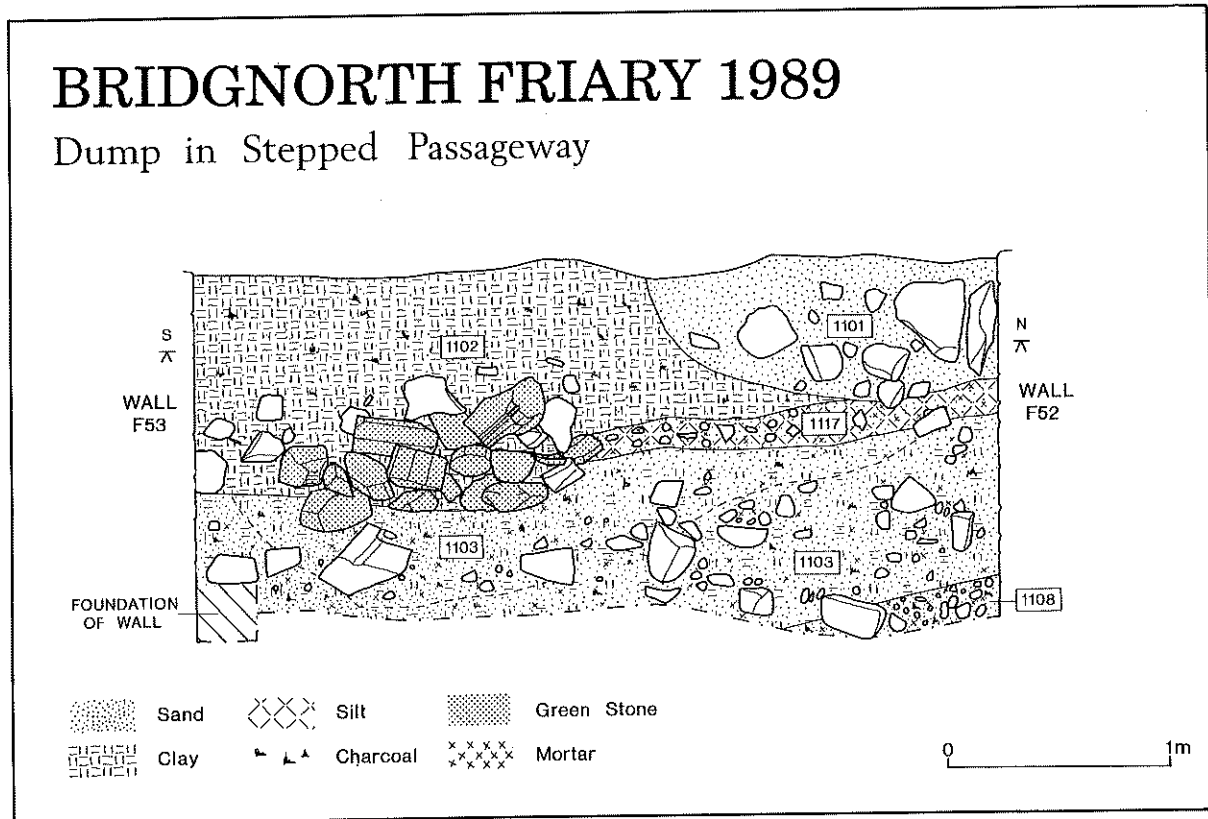 BRIDGNORTH FRIARY 1989
Dump in Stepped Passageway
S
N
1101
1102
WALL
F53
WALL
F52
1117
1103
1103
1108
FOUNDATION
OF WALL
Sand
Silt
Green Stone
Clay
Charcoal
Mortar
0
1m